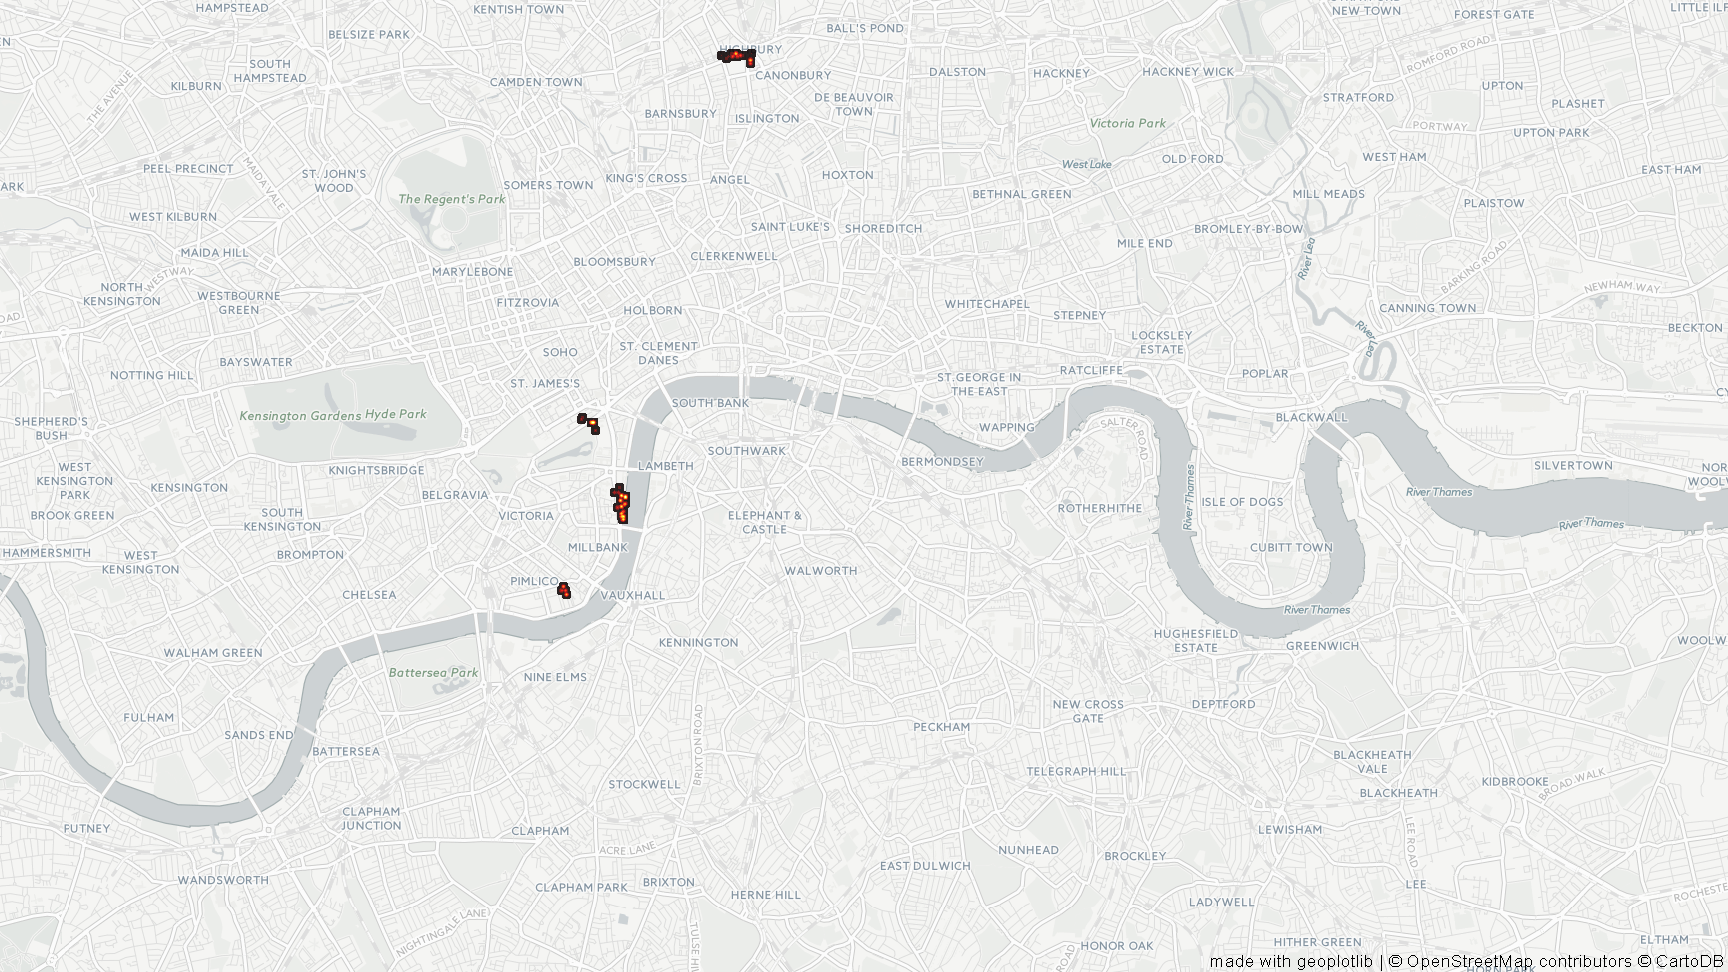 HAMPSTEAD
KENTISH TOWN
BELSIZE PARK
BALL'S POND
NEW TOWN
FOREST GATE
LITTLE ILF
SOUTH
HAMPSTEAD
KILBURN
THE AVENUE
CAMDEN TOWN
HIGHBURY
CANONBURY
DALSTON
HACKNEY
HACKNEY WICK
ROMFORD ROAD
UPTON
PLASHET
STRATFORD
DE BEAUVOIR
TOWN
BARNSBURY
ISLINGTON
Victoria Park
PORTWAY
UPTON PARK
PEEL PRECINCT
MAIDA VALE
ST. JOHN'S
WOOD
The Regent's Park
SOMERS TOWN
KING'S CROSS
ANGEL
HOXTON
West Lake
OLD FORD
WEST HAM
EAST HAM
BETHNAL GREEN
MILL MEADS
PLAISTOW
ARK
WEST KILBURN
MAIDA HILL
SAINT LUKE'S
SHOREDITCH
MILE END
BROMLEY-BY-BOW
River Lea
BARKING ROAD
WESTWAY
MARYLEBONE
BLOOMSBURY
CLERKENWELL
NORTH
KENSINGTON
WESTBOURNE
GREEN
FITZROVIA
HOLBORN
WHITECHAPEL
STEPNEY
CANNING TOWN
NEWHAM WAY
ROAD
BECKTON
LOCKSLEY
ESTATE
River Lea
SOHO
ST. CLEMENT
DANES
BAYSWATER
NOTTING HILL
ST. JAMES'S
ST.GEORGE IN
THE EAST
RATCLIFFE
POPLAR
SHEPHERD'S
BUSH
Kensington Gardens
Hyde Park
SOUTH BANK
WAPPING
SALTER ROAD
BLACKWALL
SOUTHWARK
BERMONDSEY
WEST
KENSINGTON
PARK
KNIGHTSBRIDGE
LAMBETH
SILVERTOWN
NOR
WOOLW
KENSINGTON
BELGRAVIA
River Thames
River Thames
ISLE OF DOGS
ROTHERHITHE
BROOK GREEN
SOUTH
KENSINGTON
VICTORIA
ELEPHANT &
CASTLE
River Thames
HAMMERSMITH
WEST
KENSINGTON
BROMPTON
MILLBANK
CUBITT TOWN
WALWORTH
PIMLICO
CHELSEA
VAUXHALL
River Thames
HUGHESFIELD
ESTATE
GREENWICH
WOOLW
WALHAM GREEN
KENNINGTON
Battersea Park
NINE ELMS
FULHAM
NEW CROSS
GATE
DEPTFORD
SANDS END
BATTERSEA
BRIXTON ROAD
PECKHAM
BLACKHEATH
VALE
STOCKWELL
TELEGRAPH HILL
KIDBROOKE
BROAD WALK
BLACKHEATH
CLAPHAM
JUNCTION
CLAPHAM
LEWISHAM
LEE ROAD
ACRE LANE
NUNHEAD
BROCKLEY
EAST DULWICH
WANDSWORTH
CLAPHAM PARK
BRIXTON
HERNE HILL
LEE
ROCHESTE
LADYWELL
NIGHTINGALE LANE
TULSE HI
HONOR OAK
HITHER GREEN
ELTHAM
made with geoplotlib | © OpenStreetMap contributors © CartoDB